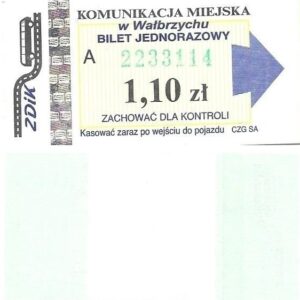 KOMUNIKACJA MIEJSKA
w Wałbrzychu
BILET JEDNORAZOWY
A 2233114
1,10 zł
ZACHOWAĆ DLA KONTROLI
Kasować zaraz po wejściu do pojazdu CZG SA
ZDiK